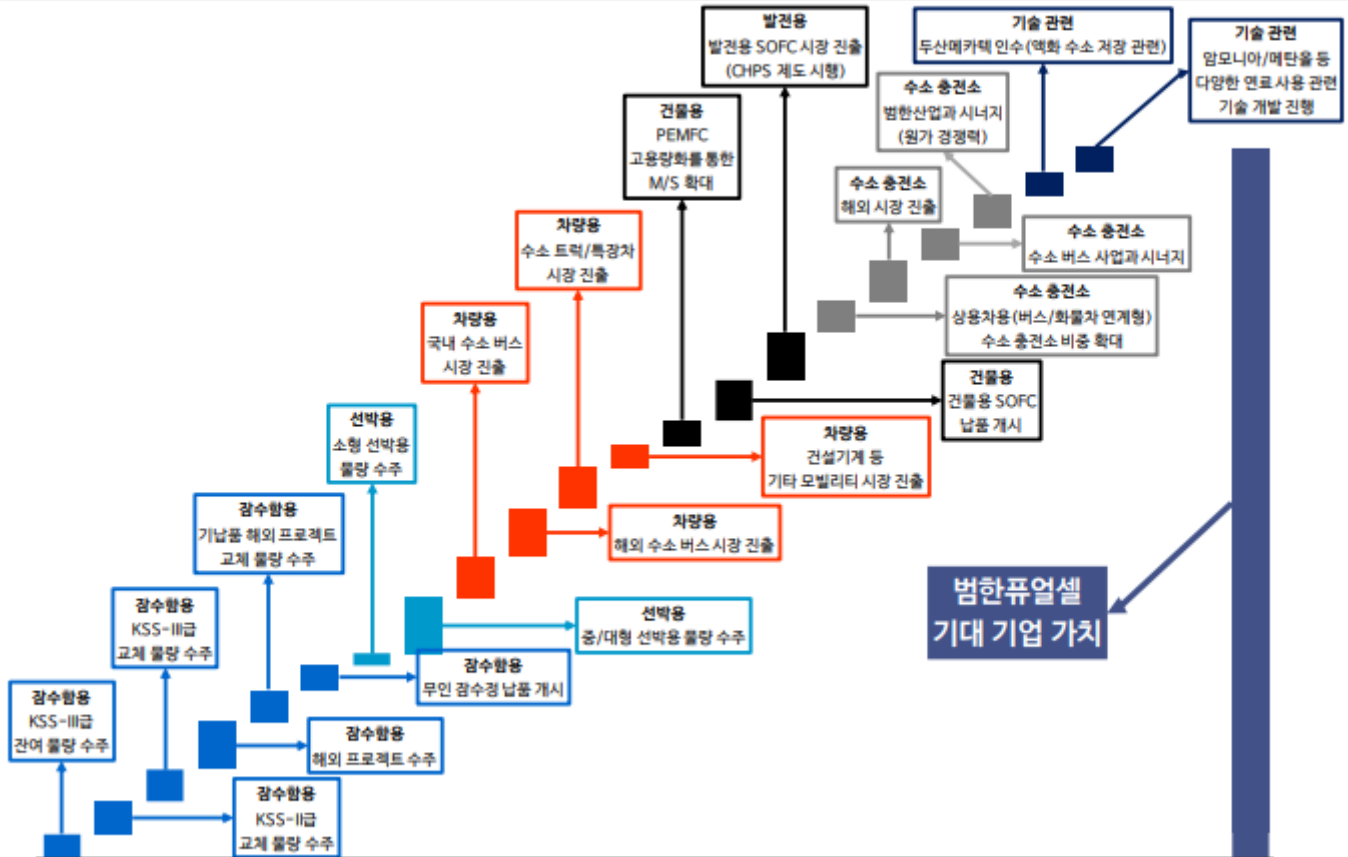 발전용
발전용 SOFC 시장 진출
(CHPS 제도 시행)
기술 관련
두산메카텍 인수(액화 수소 저장 관련)
기술 관련
암모니아/메탄올 등
다양한 연료 사용 관련
기술 개발 진행
수소 충전소
범한산업과 시너지
(원가 경쟁력)
건물용
PEMFC
고용량화를 통한
M/S 확대
수소 충전소
해외 시장 진출
차량용
수소 트럭/특장차
시장 진출
수소 충전소
수소 버스 사업과 시너지
수소 충전소
상용차용(버스/화물차 연계형)
수소 충전소 비중 확대
차량용
국내 수소 버스
시장 진출
건물용
건물용 SOFC
납품 개시
선박용
소형 선박용
물량 수주
차량용
건설기계 등
기타 모빌리티 시장 진출
잠수함용
기납품 해외 프로젝트
교체 물량 수주
차량용
해외 수소 버스 시장 진출
범한퓨얼셀
기대 기업 가치
잠수함용
KSS-III급
교체 물량 수주
선박용
중/대형 선박용 물량 수주
잠수함용
무인 잠수정 납품 개시
잠수함용
KSS-III급
잔여 물량 수주
잠수함용
해외 프로젝트 수주
잠수함용
KSS-II급
교체 물량 수주